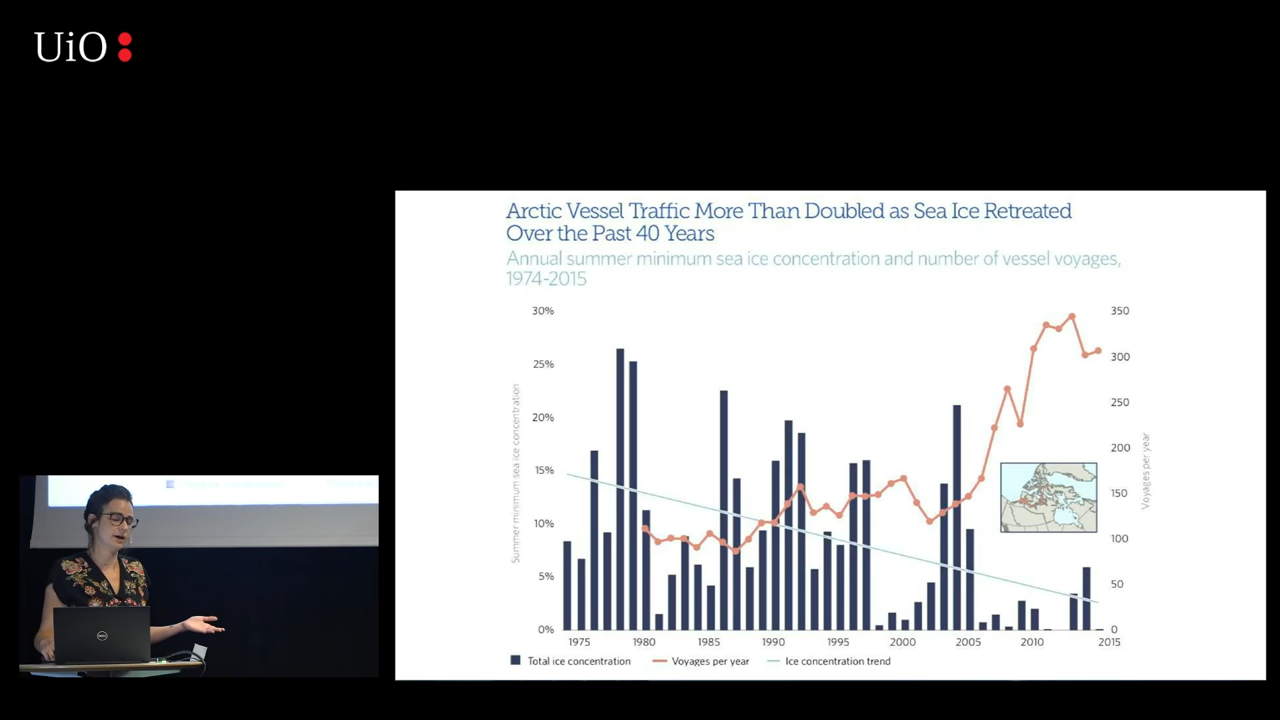 UiO
Arctic Vessel Traffic More Than Doubled as Sea Ice Retreated
Over the Past 40 Years
Annual summer minimum sea ice concentration and number of vessel voyages,
1974-2015
30%
25%
20%
15%
10%
5%
0%
Summer minimum sea ice concentration
350
300
250
200
150
100
50
0
Voyages per year
1975
1980
1985
1990
1995
2000
2005
2010
2015
Total ice concentration
Voyages per year
Ice concentration trend
DELL